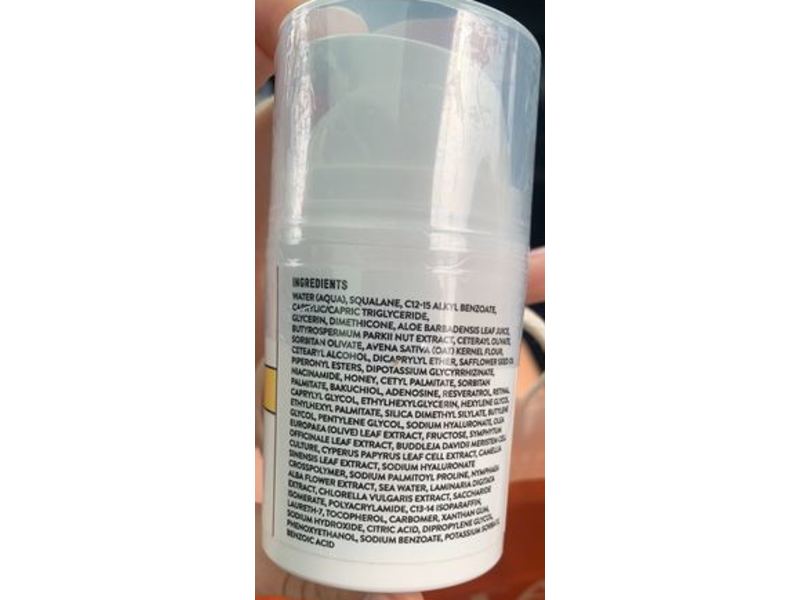 INGREDIENTS
WATER (AQUA), SQUALANE, C12-15 ALKYL BENZOATE,
CAPRYLIC/CAPRIC TRIGLYCERIDE,
GLYCERIN, DIMETHICONE, ALOE BARBADENSIS LEAF JUICE,
BUTYROSPERMUM PARKII NUT EXTRACT, CETEARYL OLIVATE,
SORBITAN OLIVATE, AVENA SATIVA (OAT) KERNEL FLOUR,
CETEARYL ALCOHOL, DICAPRYLYL ETHER, SAFFLOWER SEED OIL
PIPERONYL ESTERS, DIPOTASSIUM GLYCYRRHIZINATE,
NIACINAMIDE, HONEY, CETYL PALMITATE, SORBITAN
PALMITATE, BAKUCHIOL, ADENOSINE, RESVERATROL, RETINAL
CAPRYLYL GLYCOL, ETHYLHEXYLGLYCERIN, HEXYLENE GLYCOL,
ETHYLHEXYL PALMITATE, SILICA DIMETHYL SILYLATE, BUTYLENE
GLYCOL, PENTYLENE GLYCOL, SODIUM HYALURONATE, OLEA
EUROPAEA (OLIVE) LEAF EXTRACT, FRUCTOSE, SYMPHYTUM
OFFICINALE LEAF EXTRACT, BUDDLEJA DAVIDII MERISTEM CELL
CULTURE, CYPERUS PAPYRUS LEAF CELL EXTRACT, CAMELLIA
SINENSIS LEAF EXTRACT, SODIUM HYALURONATE
CROSSPOLYMER, SODIUM PALMITOYL PROLINE, NYMPHAEA
ALBA FLOWER EXTRACT, SEA WATER, LAMINARIA DIGITATA
EXTRACT, CHLORELLA VULGARIS EXTRACT, SACCHARIDE
ISOMERATE, POLYACRYLAMIDE, C13-14 ISOPARAFFIN,
LAURETH-7, TOCOPHEROL, CARBOMER, XANTHAN GUM,
SODIUM HYDROXIDE, CITRIC ACID, DIPROPYLENE GLYCOL,
PHENOXYETHANOL, SODIUM BENZOATE, POTASSIUM SORBATE,
BENZOIC ACID